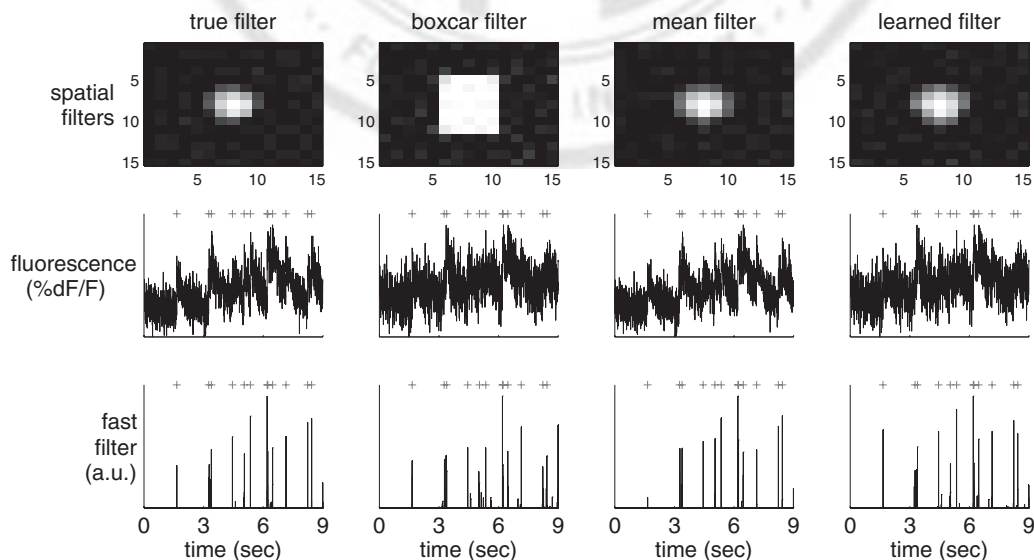 true filter boxcar filter mean filter learned filter
spatial
filters
5 5 5 5
10 10 10 10
15 15 15 15
5 10 15 5 10 15 5 10 15 5 10 15
fluorescence
(%dF/F)
fast
filter
(a.u.)
0 3 6 9 0 3 6 9 0 3 6 9 0 3 6 9
time (sec) time (sec) time (sec) time (sec)